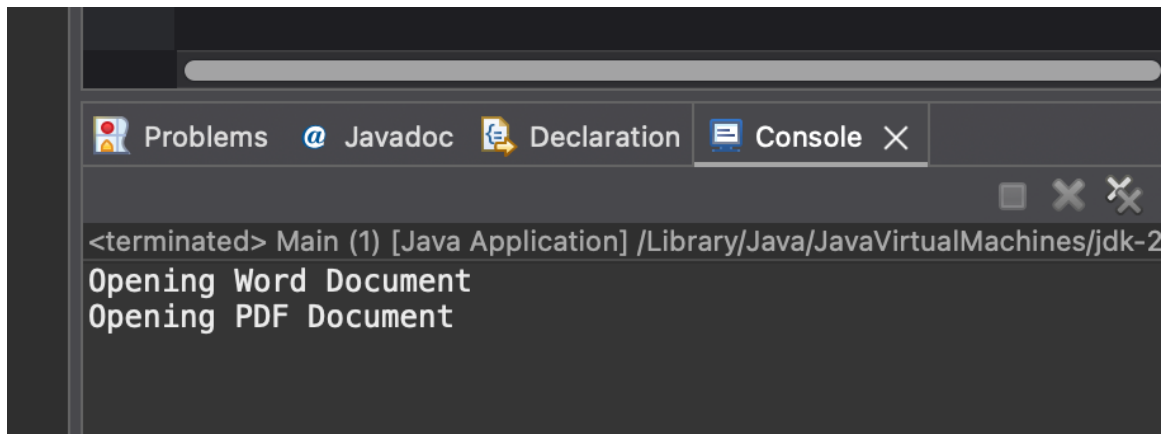 Problems @ Javadoc Declaration Console
<terminated> Main (1) [Java Application] /Library/Java/JavaVirtualMachines/jdk-2
Opening Word Document
Opening PDF Document